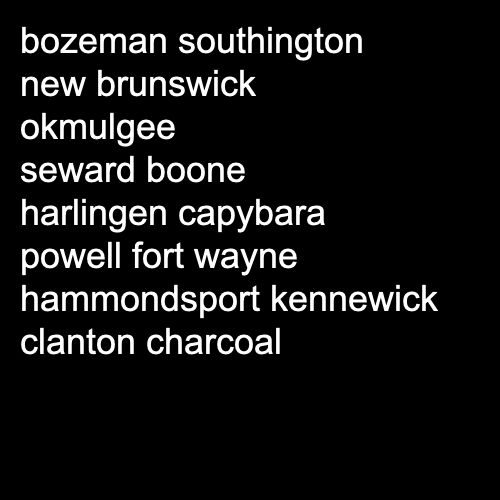 bozeman southington
new brunswick
okmulgee
seward boone
harlingen capybara
powell fort wayne
hammondsport kennewick
clanton charcoal